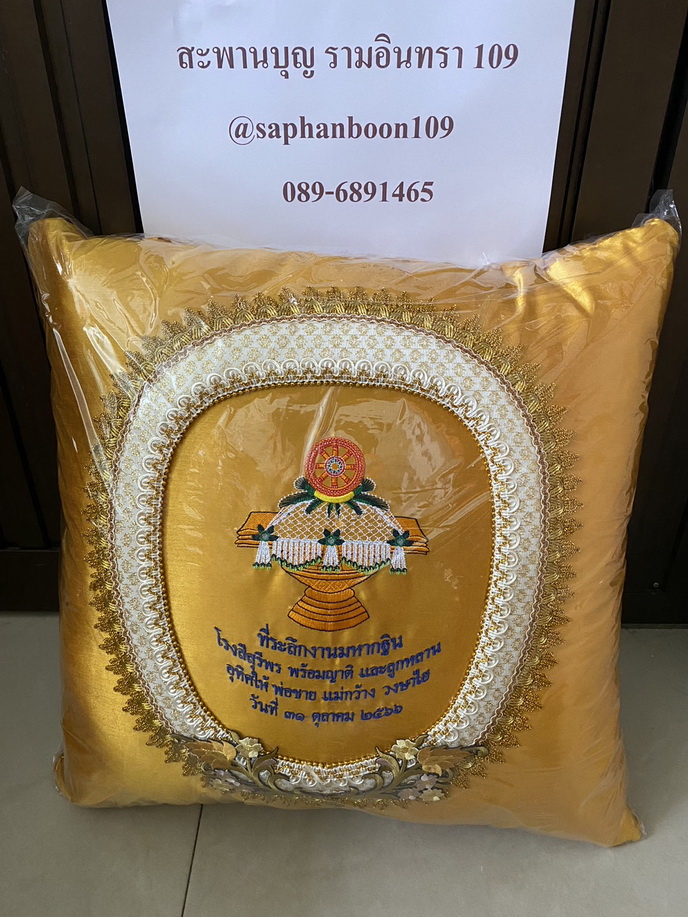 สะพานบุญ รามอินทรา 109
@saphanboon109
089-6891465
ที่ระลึกงานมหากฐิน
โรงสีสุรีพร พร้อมญาติ และลูกหลาน
อุทิศให้ พ่อขาย แม่กว้าง วงษาไฮ
วันที่ ๓๑ ตุลาคม ๒๕๖๖